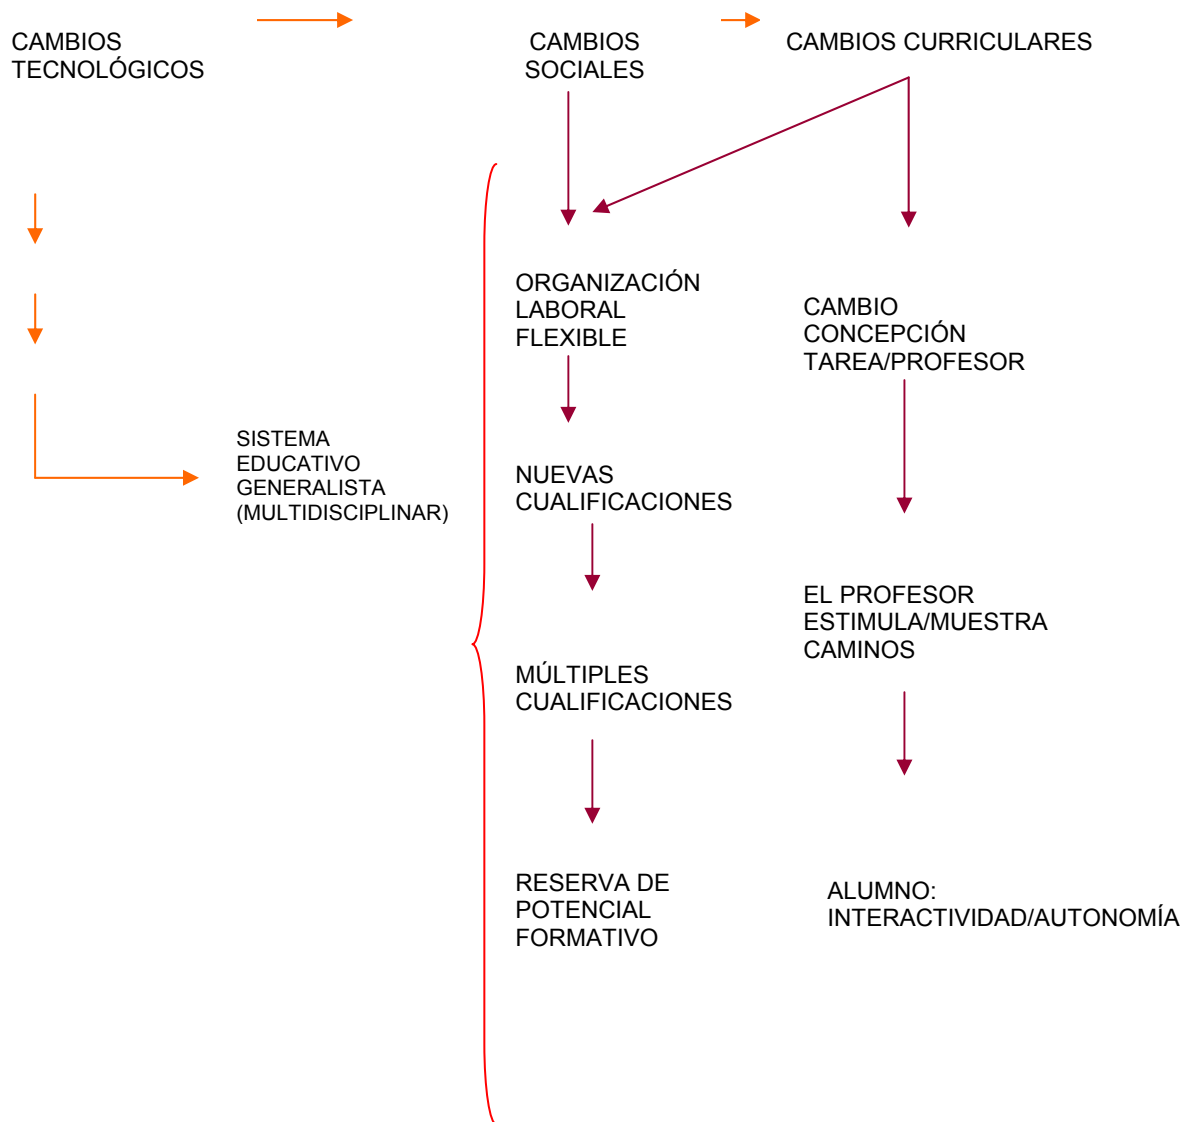 CAMBIOS
TECNOLÓGICOS
CAMBIOS
SOCIALES
CAMBIOS CURRICULARES
SISTEMA
EDUCATIVO
GENERALISTA
(MULTIDISCIPLINAR)
ORGANIZACIÓN
LABORAL
FLEXIBLE
NUEVAS
CUALIFICACIONES
MÚLTIPLES
CUALIFICACIONES
RESERVA DE
POTENCIAL
FORMATIVO
CAMBIO
CONCEPCIÓN
TAREA/PROFESOR
EL PROFESOR
ESTIMULA/MUESTRA
CAMINOS
ALUMNO:
INTERACTIVIDAD/AUTONOMÍA